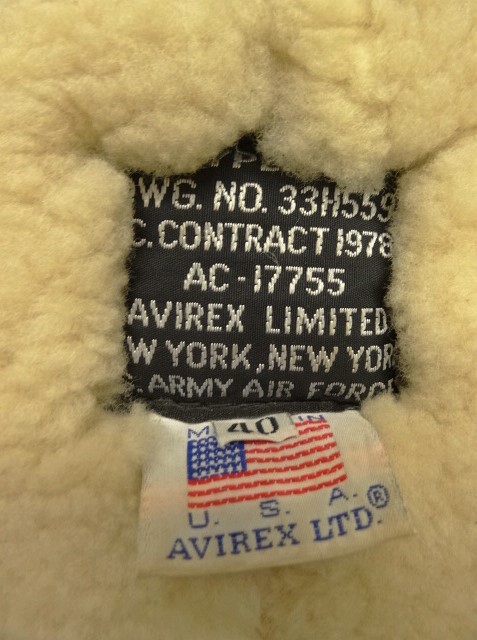 TYPE
DWG. NO. 33H559
C. CONTRACT 1978
AC-17755
AVIREX LIMITED
W YORK, NEW YOR
. ARMY AIR FORC
M IN
40
U. S. A.
AVIREX LTD.®